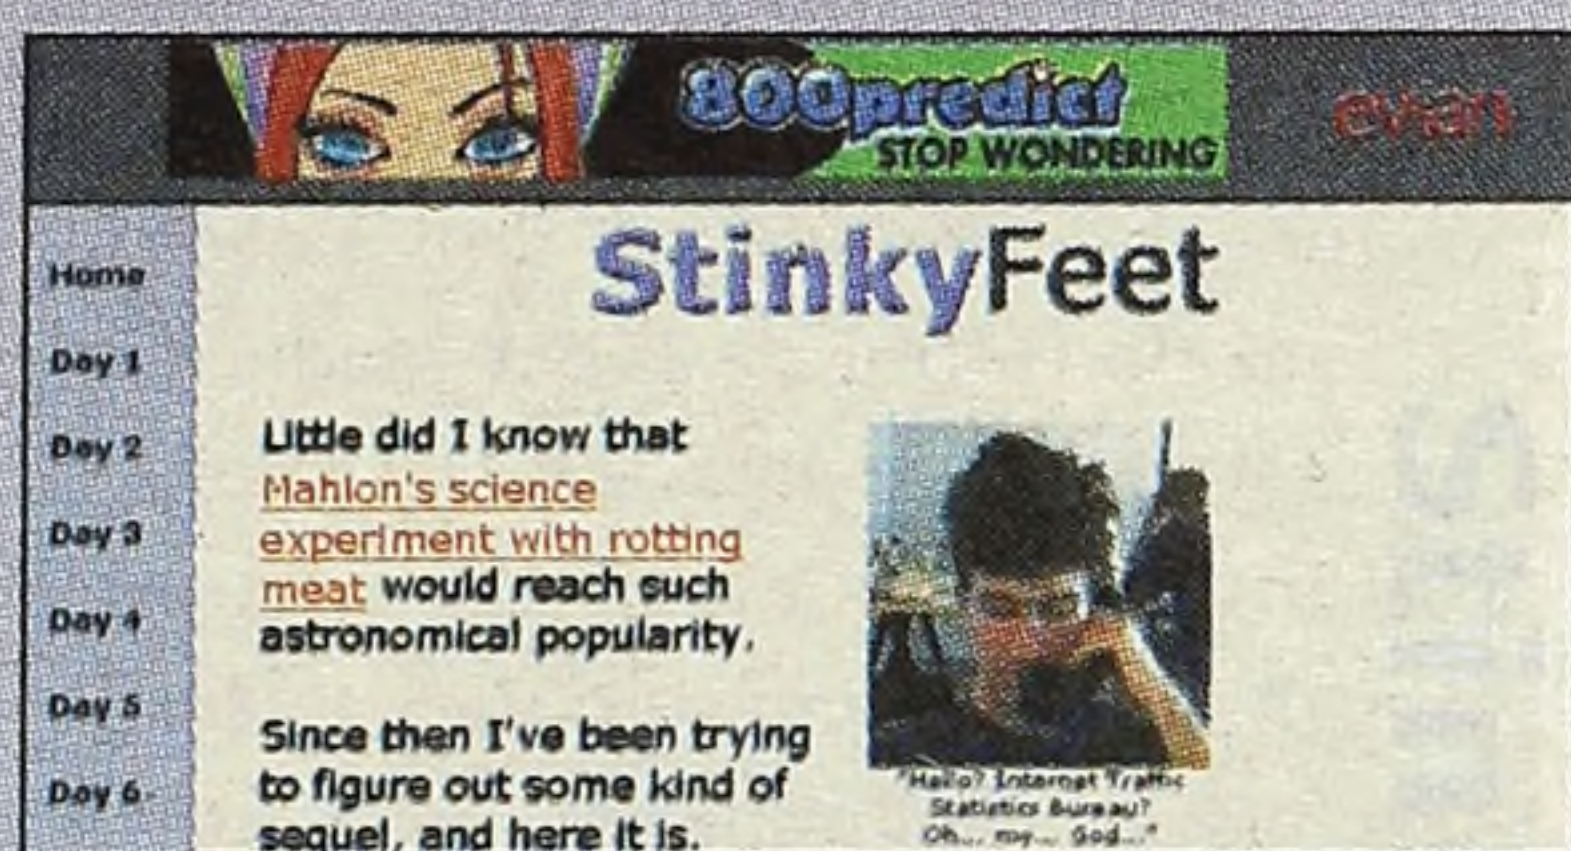 800predict
STOP WONDERING
evian
StinkyFeet
Home
Day 1
Day 2
Day 3
Day 4
Day 5
Day 6
Little did I know that
Mahlon's science
experiment with rotting
meat would reach such
astronomical popularity.
Since then I've been trying
to figure out some kind of
sequel, and here it is.
"Hello? Internet Traffic
Statistics Bureau?
Oh... my... God..."